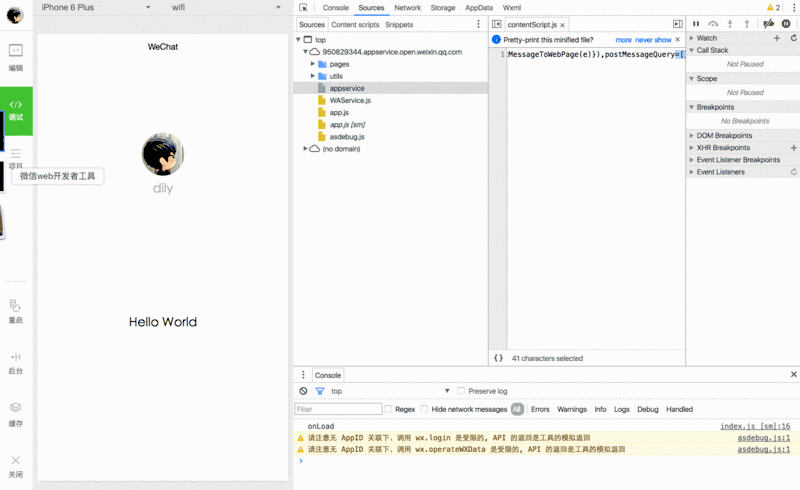 iPhone 6 Plus
wifi
WeChat
编辑
调试
项目
微信web开发者工具
dily
Hello World
重启
后台
缓存
关闭
Console Sources Network Storage AppData Wxml 2
Sources Content scripts Snippets
top
950829344.appservice.open.weixin.qq.com
pages
utils
appservice
WAService.js
app.js
app.js [sm]
asdebug.js
(no domain)
contentScript.js
Pretty-print this minified file? more never show
1 MessageToWebPage(e)}),postMessageQuery=[
{} 41 characters selected
Watch
Call Stack
Not Paused
Scope
Not Paused
Breakpoints
No Breakpoints
DOM Breakpoints
XHR Breakpoints
Event Listener Breakpoints
Event Listeners
Console
top Preserve log
Filter Regex Hide network messages All Errors Warnings Info Logs Debug Handled
onLoad index.js [sm]:16
请注意无 AppID 关联下，调用 wx.login 是受限的, API 的返回是工具的模拟返回 asdebug.js:1
请注意无 AppID 关联下，调用 wx.operateWXData 是受限的, API 的返回是工具的模拟返回 asdebug.js:1